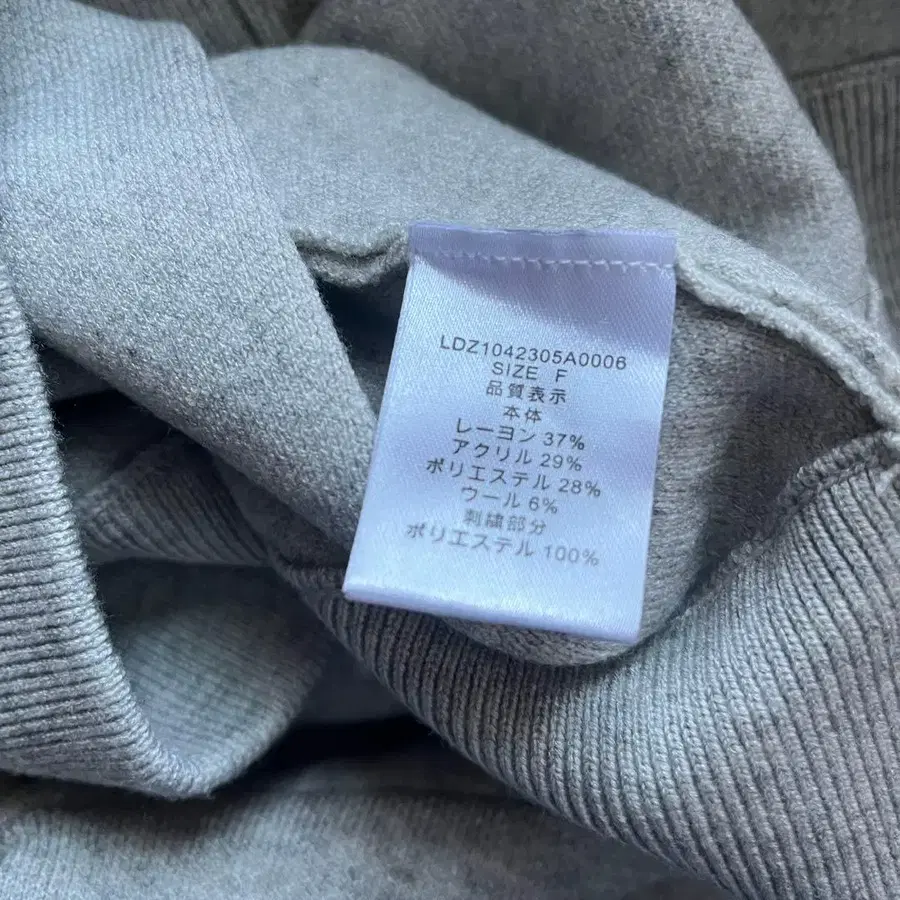 LDZ1042305A0006
SIZE F
品質表示
本体
レーヨン 37%
アクリル 29%
ポリエステル 28%
ウール 6%
刺繍部分
ポリエステル 100%